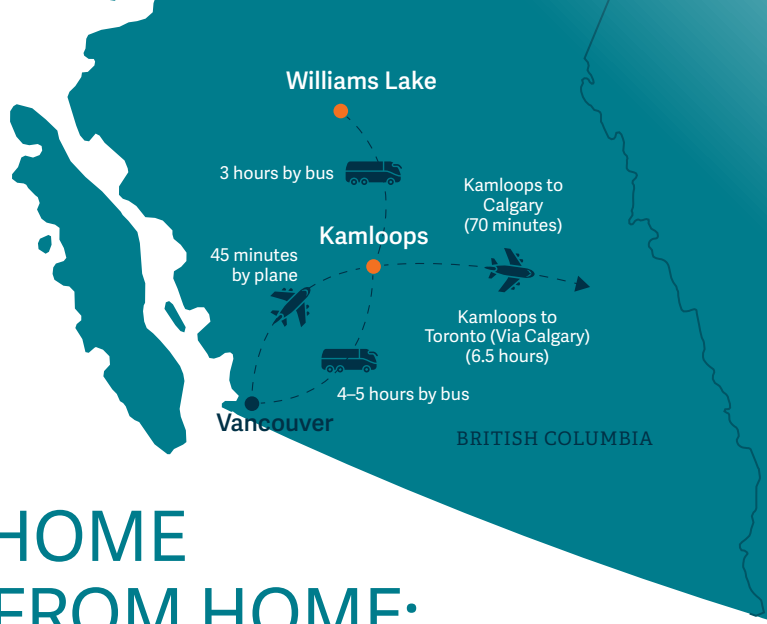 Williams Lake
3 hours by bus
Kamloops to
Calgary
(70 minutes)
Kamloops
45 minutes
by plane
Kamloops to
Toronto (Via Calgary)
(6.5 hours)
4–5 hours by bus
Vancouver
BRITISH COLUMBIA
HOME
FROM HOME: